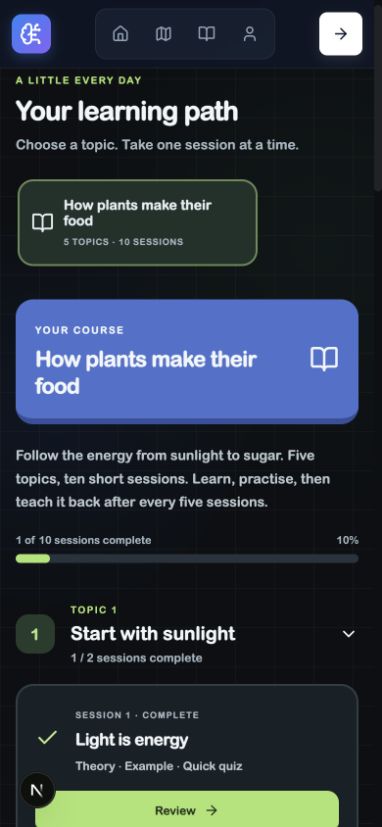 A LITTLE EVERY DAY
Your learning path
Choose a topic. Take one session at a time.
How plants make their
food
5 TOPICS · 10 SESSIONS
YOUR COURSE
How plants make their
food
Follow the energy from sunlight to sugar. Five
topics, ten short sessions. Learn, practise, then
teach it back after every five sessions.
1 of 10 sessions complete
10%
TOPIC 1
1
Start with sunlight
1 / 2 sessions complete
SESSION 1 · COMPLETE
Light is energy
Theory · Example · Quick quiz
N
Review